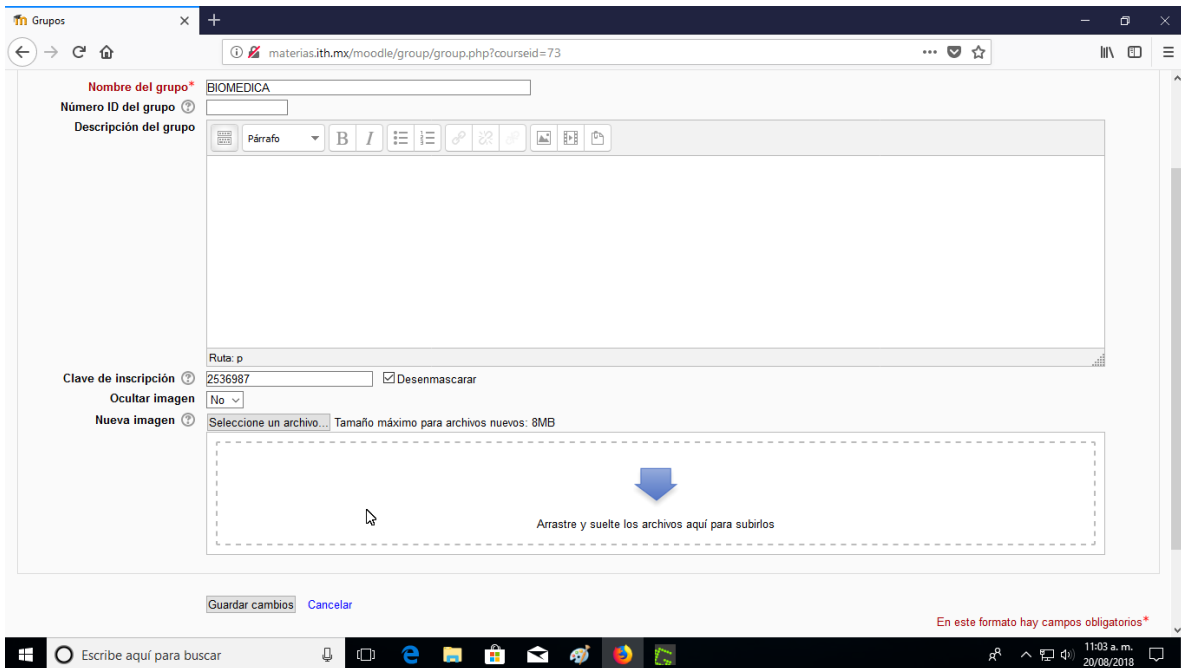 Grupos
materias.ith.mx/moodle/group/group.php?courseid=73
Nombre del grupo* BIOMEDICA
Número ID del grupo
Descripción del grupo
Párrafo B I
Ruta: p
Clave de inscripción 2536987 Desenmascarar
Ocultar imagen No
Nueva imagen Seleccione un archivo... Tamaño máximo para archivos nuevos: 8MB
Arrastre y suelte los archivos aquí para subirlos
Guardar cambios Cancelar
En este formato hay campos obligatorios*
Escribe aquí para buscar
11:03 a. m.
20/08/2018